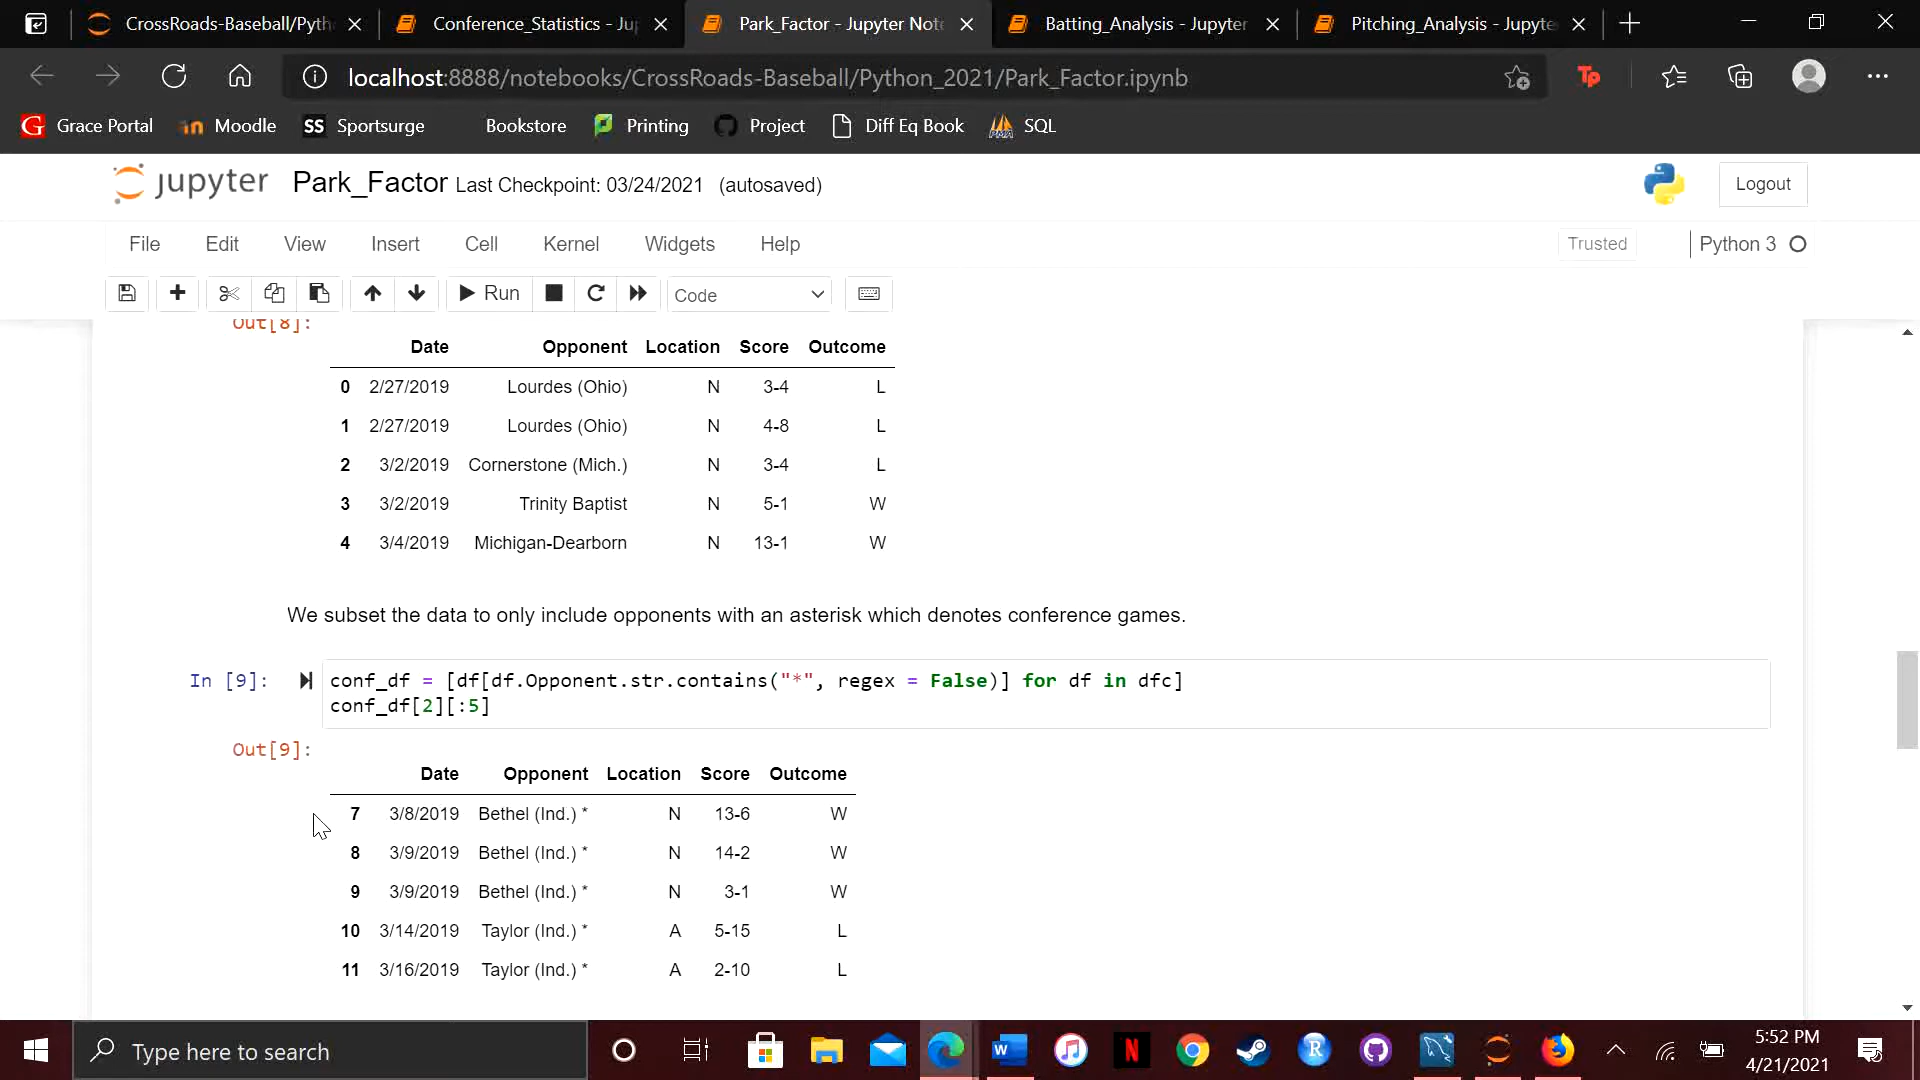 CrossRoads-Baseball/Pyth
Conference_Statistics - Ju
Park_Factor - Jupyter Not
Batting_Analysis - Jupyter
Pitching_Analysis - Jupyte
localhost:8888/notebooks/CrossRoads-Baseball/Python_2021/Park_Factor.ipynb
Grace Portal Moodle Sportsurge Bookstore Printing Project Diff Eq Book SQL
jupyter Park_Factor Last Checkpoint: 03/24/2021 (autosaved) Logout
File Edit View Insert Cell Kernel Widgets Help Trusted Python 3
Run Code
Out[8]:
Date Opponent Location Score Outcome
0 2/27/2019 Lourdes (Ohio) N 3-4 L
1 2/27/2019 Lourdes (Ohio) N 4-8 L
2 3/2/2019 Cornerstone (Mich.) N 3-4 L
3 3/2/2019 Trinity Baptist N 5-1 W
4 3/4/2019 Michigan-Dearborn N 13-1 W
We subset the data to only include opponents with an asterisk which denotes conference games.
In [9]: conf_df = [df[df.Opponent.str.contains("*", regex = False)] for df in dfc]
conf_df[2][:5]
Out[9]:
Date Opponent Location Score Outcome
7 3/8/2019 Bethel (Ind.) * N 13-6 W
8 3/9/2019 Bethel (Ind.) * N 14-2 W
9 3/9/2019 Bethel (Ind.) * N 3-1 W
10 3/14/2019 Taylor (Ind.) * A 5-15 L
11 3/16/2019 Taylor (Ind.) * A 2-10 L
Type here to search
5:52 PM
4/21/2021